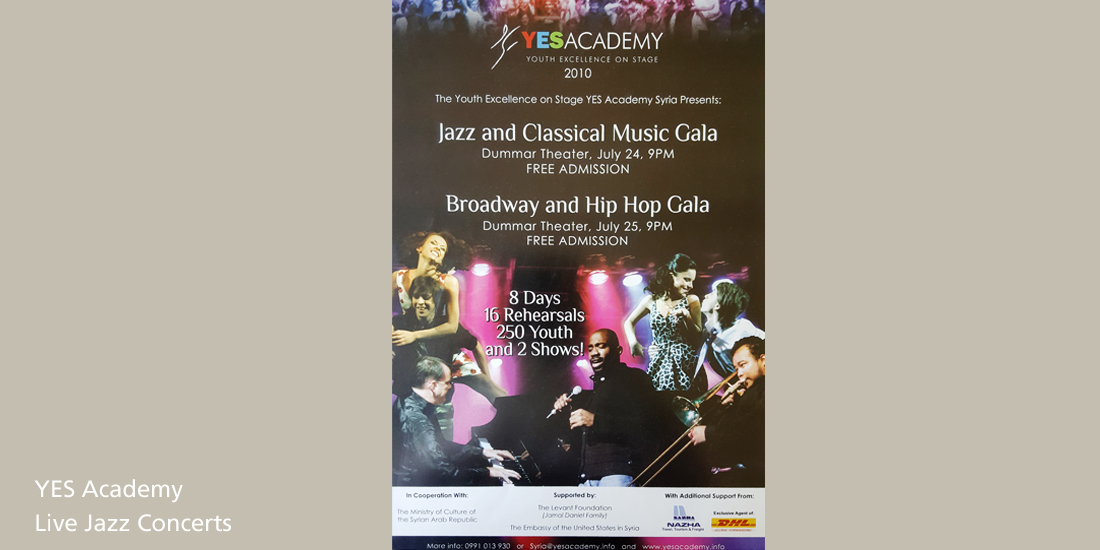 YESACADEMY
YOUTH EXCELLENCE ON STAGE
2010
The Youth Excellence on Stage YES Academy Syria Presents:
Jazz and Classical Music Gala
Dummar Theater, July 24, 9PM
FREE ADMISSION
Broadway and Hip Hop Gala
Dummar Theater, July 25, 9PM
FREE ADMISSION
8 Days
16 Rehearsals
250 Youth
and 2 Shows!
In Cooperation With:
The Ministry of Culture of
the Syrian Arab Republic
Supported by:
The Levant Foundation
(Jamal Daniel Family)
The Embassy of the United States in Syria
With Additional Support From:
NAZHA
Travel, Tourism & Freight
Exclusive Agent of:
DHL
More info: 0991 013 930 or Syria@yesacademy.info and www.yesacademy.info
YES Academy
Live Jazz Concerts